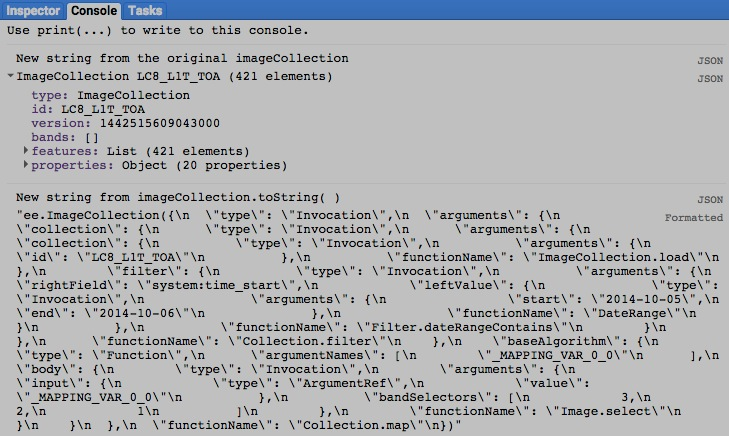 Inspector Console Tasks
Use print(...) to write to this console.
New string from the original imageCollection JSON
ImageCollection LC8_L1T_TOA (421 elements) JSON
type: ImageCollection
id: LC8_L1T_TOA
version: 1442515609043000
bands: []
features: List (421 elements)
properties: Object (20 properties)
New string from imageCollection.toString( ) JSON
"ee.ImageCollection({\n  \"type\": \"Invocation\",\n  \"arguments\": {\n Formatted
\"collection\": {\n      \"type\": \"Invocation\",\n      \"arguments\": {\n
\"collection\": {\n          \"type\": \"Invocation\",\n          \"arguments\": {\n
\"id\": \"LC8_L1T_TOA\"\n          },\n          \"functionName\": \"ImageCollection.load\"\n
},\n        \"filter\": {\n          \"type\": \"Invocation\",\n          \"arguments\": {\n
\"rightField\": \"system:time_start\",\n            \"leftValue\": {\n              \"type\":
\"Invocation\",\n              \"arguments\": {\n                \"start\": \"2014-10-05\",\n
\"end\": \"2014-10-06\"\n              },\n              \"functionName\": \"DateRange\"\n
}\n          },\n          \"functionName\": \"Filter.dateRangeContains\"\n        }\n
},\n      \"functionName\": \"Collection.filter\"\n    },\n    \"baseAlgorithm\": {\n
\"type\": \"Function\",\n      \"argumentNames\": [\n        \"_MAPPING_VAR_0_0\"\n      ],\n
\"body\": {\n        \"type\": \"Invocation\",\n        \"arguments\": {\n
\"input\": {\n            \"type\": \"ArgumentRef\",\n            \"value\":
\"_MAPPING_VAR_0_0\"\n          },\n          \"bandSelectors\": [\n            3,\n
2,\n            1\n          ]\n        },\n        \"functionName\": \"Image.select\"\n
}\n    }\n  },\n  \"functionName\": \"Collection.map\"\n})"